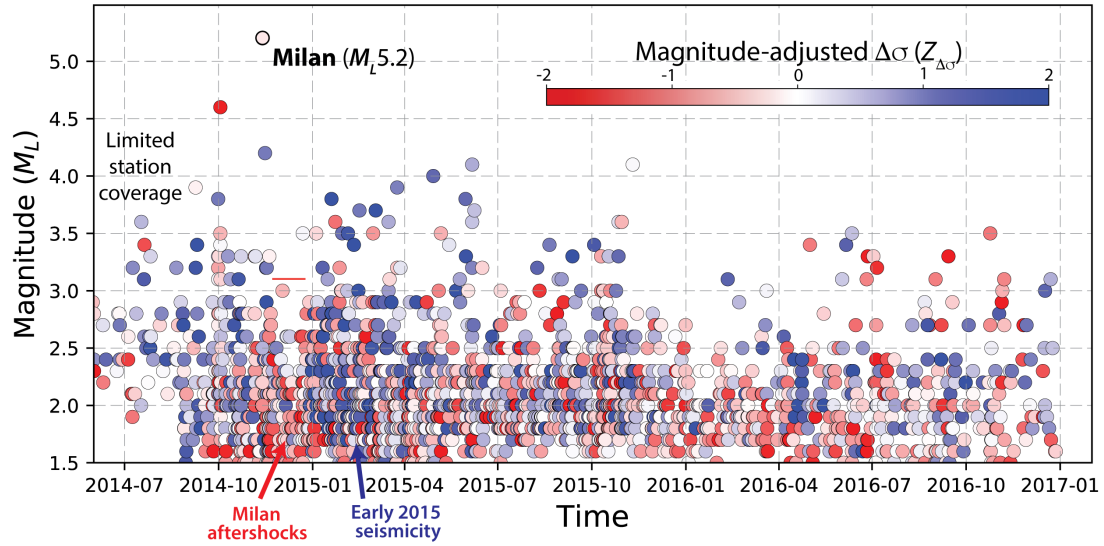 Magnitude-adjusted Δσ (Z_Δσ)
-2 -1 0 1 2
Milan (M_L5.2)
Limited
station
coverage
Magnitude (M_L)
5.0
4.5
4.0
3.5
3.0
2.5
2.0
1.5
2014-07 2014-10 2015-01 2015-04 2015-07 2015-10 2016-01 2016-04 2016-07 2016-10 2017-01
Time
Milan
aftershocks
Early 2015
seismicity